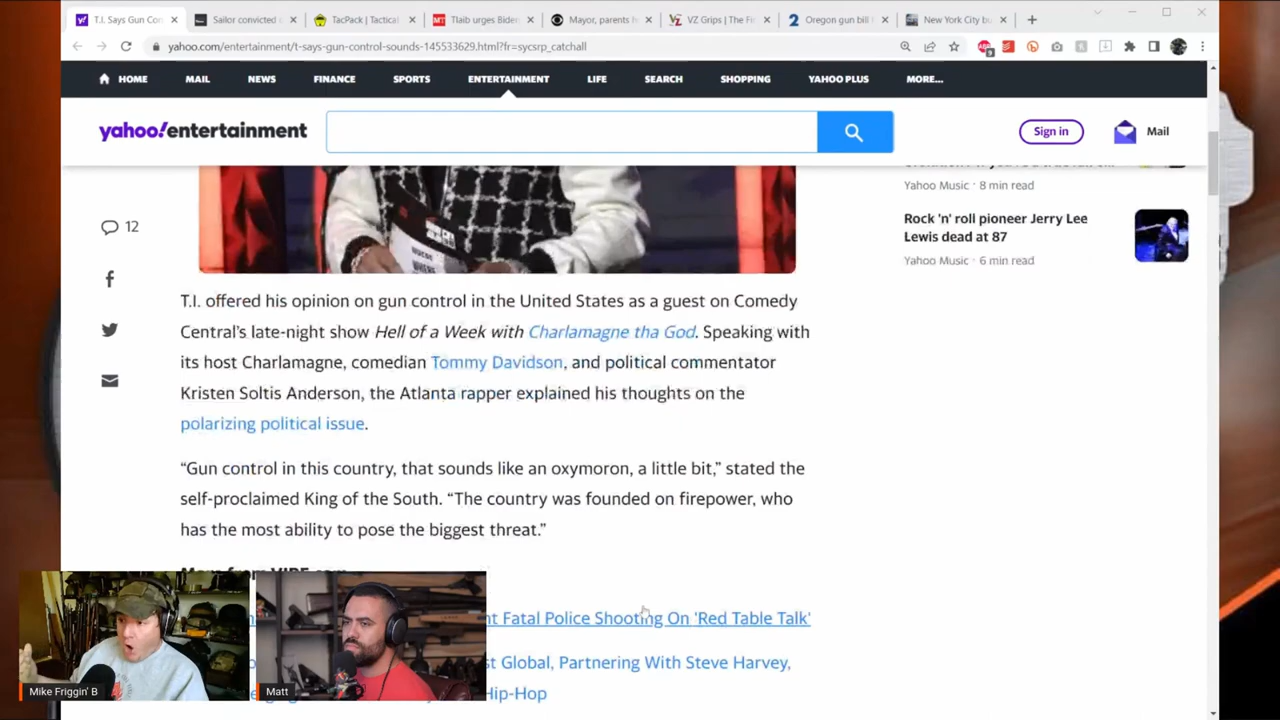 T.I. Says Gun Con
Sailor convicted
TacPack | Tactical
Tlaib urges Biden
Mayor, parents
VZ Grips | The Fi
Oregon gun bill
New York City bu
yahoo.com/entertainment/t-says-gun-control-sounds-145533629.html?fr=sycsrp_catchall
HOME MAIL NEWS FINANCE SPORTS ENTERTAINMENT LIFE SEARCH SHOPPING YAHOO PLUS MORE...
yahoo!entertainment
Sign in
Mail
Yahoo Music · 8 min read
12
Rock 'n' roll pioneer Jerry Lee
Lewis dead at 87
Yahoo Music · 6 min read
T.I. offered his opinion on gun control in the United States as a guest on Comedy
Central's late-night show Hell of a Week with Charlamagne tha God. Speaking with
its host Charlamagne, comedian Tommy Davidson, and political commentator
Kristen Soltis Anderson, the Atlanta rapper explained his thoughts on the
polarizing political issue.
“Gun control in this country, that sounds like an oxymoron, a little bit,” stated the
self-proclaimed King of the South. “The country was founded on firepower, who
has the most ability to pose the biggest threat.”
Fatal Police Shooting On 'Red Table Talk'
Global, Partnering With Steve Harvey,
Hip-Hop
Mike Friggin' B
Matt